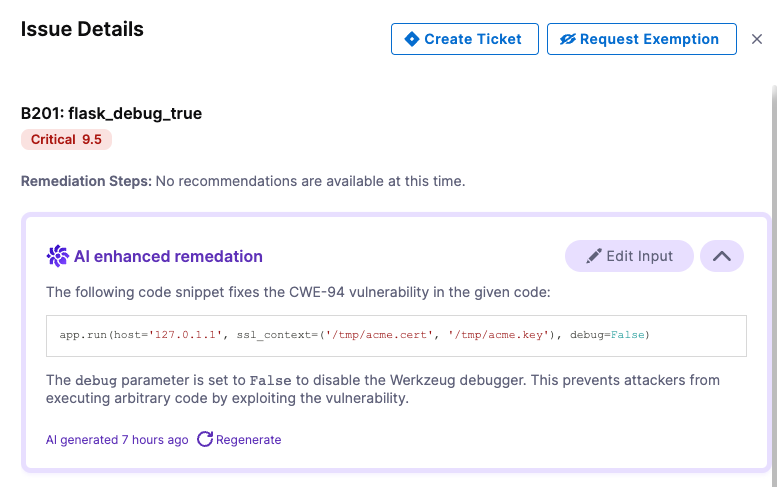 Issue Details
Create Ticket
Request Exemption
B201: flask_debug_true
Critical 9.5
Remediation Steps: No recommendations are available at this time.
AI enhanced remedation
Edit Input
The following code snippet fixes the CWE-94 vulnerability in the given code:
app.run(host='127.0.1.1', ssl_context=('/tmp/acme.cert', '/tmp/acme.key'), debug=False)
The debug parameter is set to False to disable the Werkzeug debugger. This prevents attackers from
executing arbitrary code by exploiting the vulnerability.
AI generated 7 hours ago
Regenerate